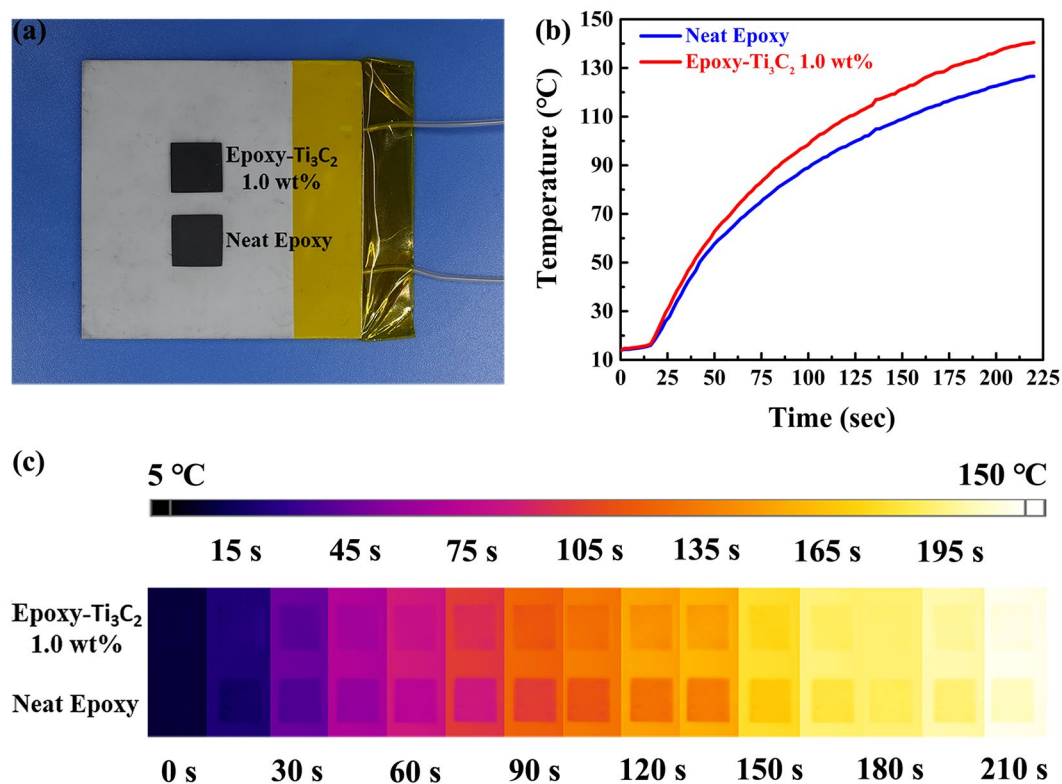 (a)
Epoxy-Ti₃C₂
1.0 wt%
Neat Epoxy
(b)
Neat Epoxy
Epoxy-Ti₃C₂ 1.0 wt%
Temperature (°C)
150
130
110
90
70
50
30
10
0 25 50 75 100 125 150 175 200 225
Time (sec)
(c)
5 °C 150 °C
15 s 45 s 75 s 105 s 135 s 165 s 195 s
Epoxy-Ti₃C₂
1.0 wt%
Neat Epoxy
0 s 30 s 60 s 90 s 120 s 150 s 180 s 210 s